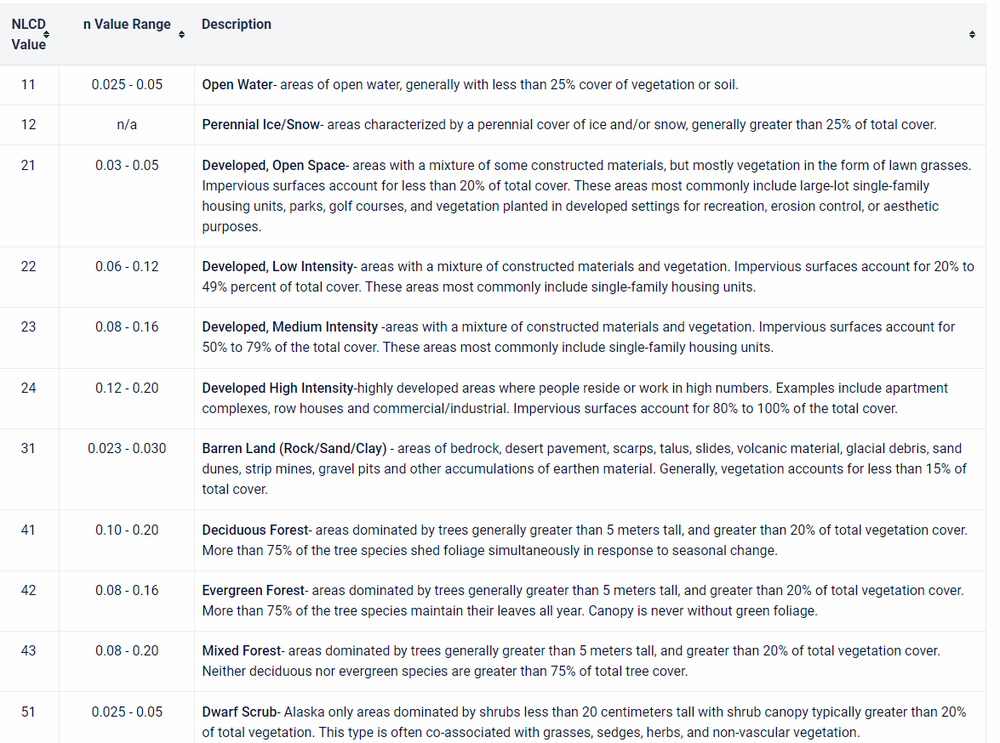 NLCD Value n Value Range Description
11 0.025 - 0.05 Open Water- areas of open water, generally with less than 25% cover of vegetation or soil.
12 n/a Perennial Ice/Snow- areas characterized by a perennial cover of ice and/or snow, generally greater than 25% of total cover.
21 0.03 - 0.05 Developed, Open Space- areas with a mixture of some constructed materials, but mostly vegetation in the form of lawn grasses.
Impervious surfaces account for less than 20% of total cover. These areas most commonly include large-lot single-family
housing units, parks, golf courses, and vegetation planted in developed settings for recreation, erosion control, or aesthetic
purposes.
22 0.06 - 0.12 Developed, Low Intensity- areas with a mixture of constructed materials and vegetation. Impervious surfaces account for 20% to
49% percent of total cover. These areas most commonly include single-family housing units.
23 0.08 - 0.16 Developed, Medium Intensity -areas with a mixture of constructed materials and vegetation. Impervious surfaces account for
50% to 79% of the total cover. These areas most commonly include single-family housing units.
24 0.12 - 0.20 Developed High Intensity-highly developed areas where people reside or work in high numbers. Examples include apartment
complexes, row houses and commercial/industrial. Impervious surfaces account for 80% to 100% of the total cover.
31 0.023 - 0.030 Barren Land (Rock/Sand/Clay) - areas of bedrock, desert pavement, scarps, talus, slides, volcanic material, glacial debris, sand
dunes, strip mines, gravel pits and other accumulations of earthen material. Generally, vegetation accounts for less than 15% of
total cover.
41 0.10 - 0.20 Deciduous Forest- areas dominated by trees generally greater than 5 meters tall, and greater than 20% of total vegetation cover.
More than 75% of the tree species shed foliage simultaneously in response to seasonal change.
42 0.08 - 0.16 Evergreen Forest- areas dominated by trees generally greater than 5 meters tall, and greater than 20% of total vegetation cover.
More than 75% of the tree species maintain their leaves all year. Canopy is never without green foliage.
43 0.08 - 0.20 Mixed Forest- areas dominated by trees generally greater than 5 meters tall, and greater than 20% of total vegetation cover.
Neither deciduous nor evergreen species are greater than 75% of total tree cover.
51 0.025 - 0.05 Dwarf Scrub- Alaska only areas dominated by shrubs less than 20 centimeters tall with shrub canopy typically greater than 20%
of total vegetation. This type is often co-associated with grasses, sedges, herbs, and non-vascular vegetation.